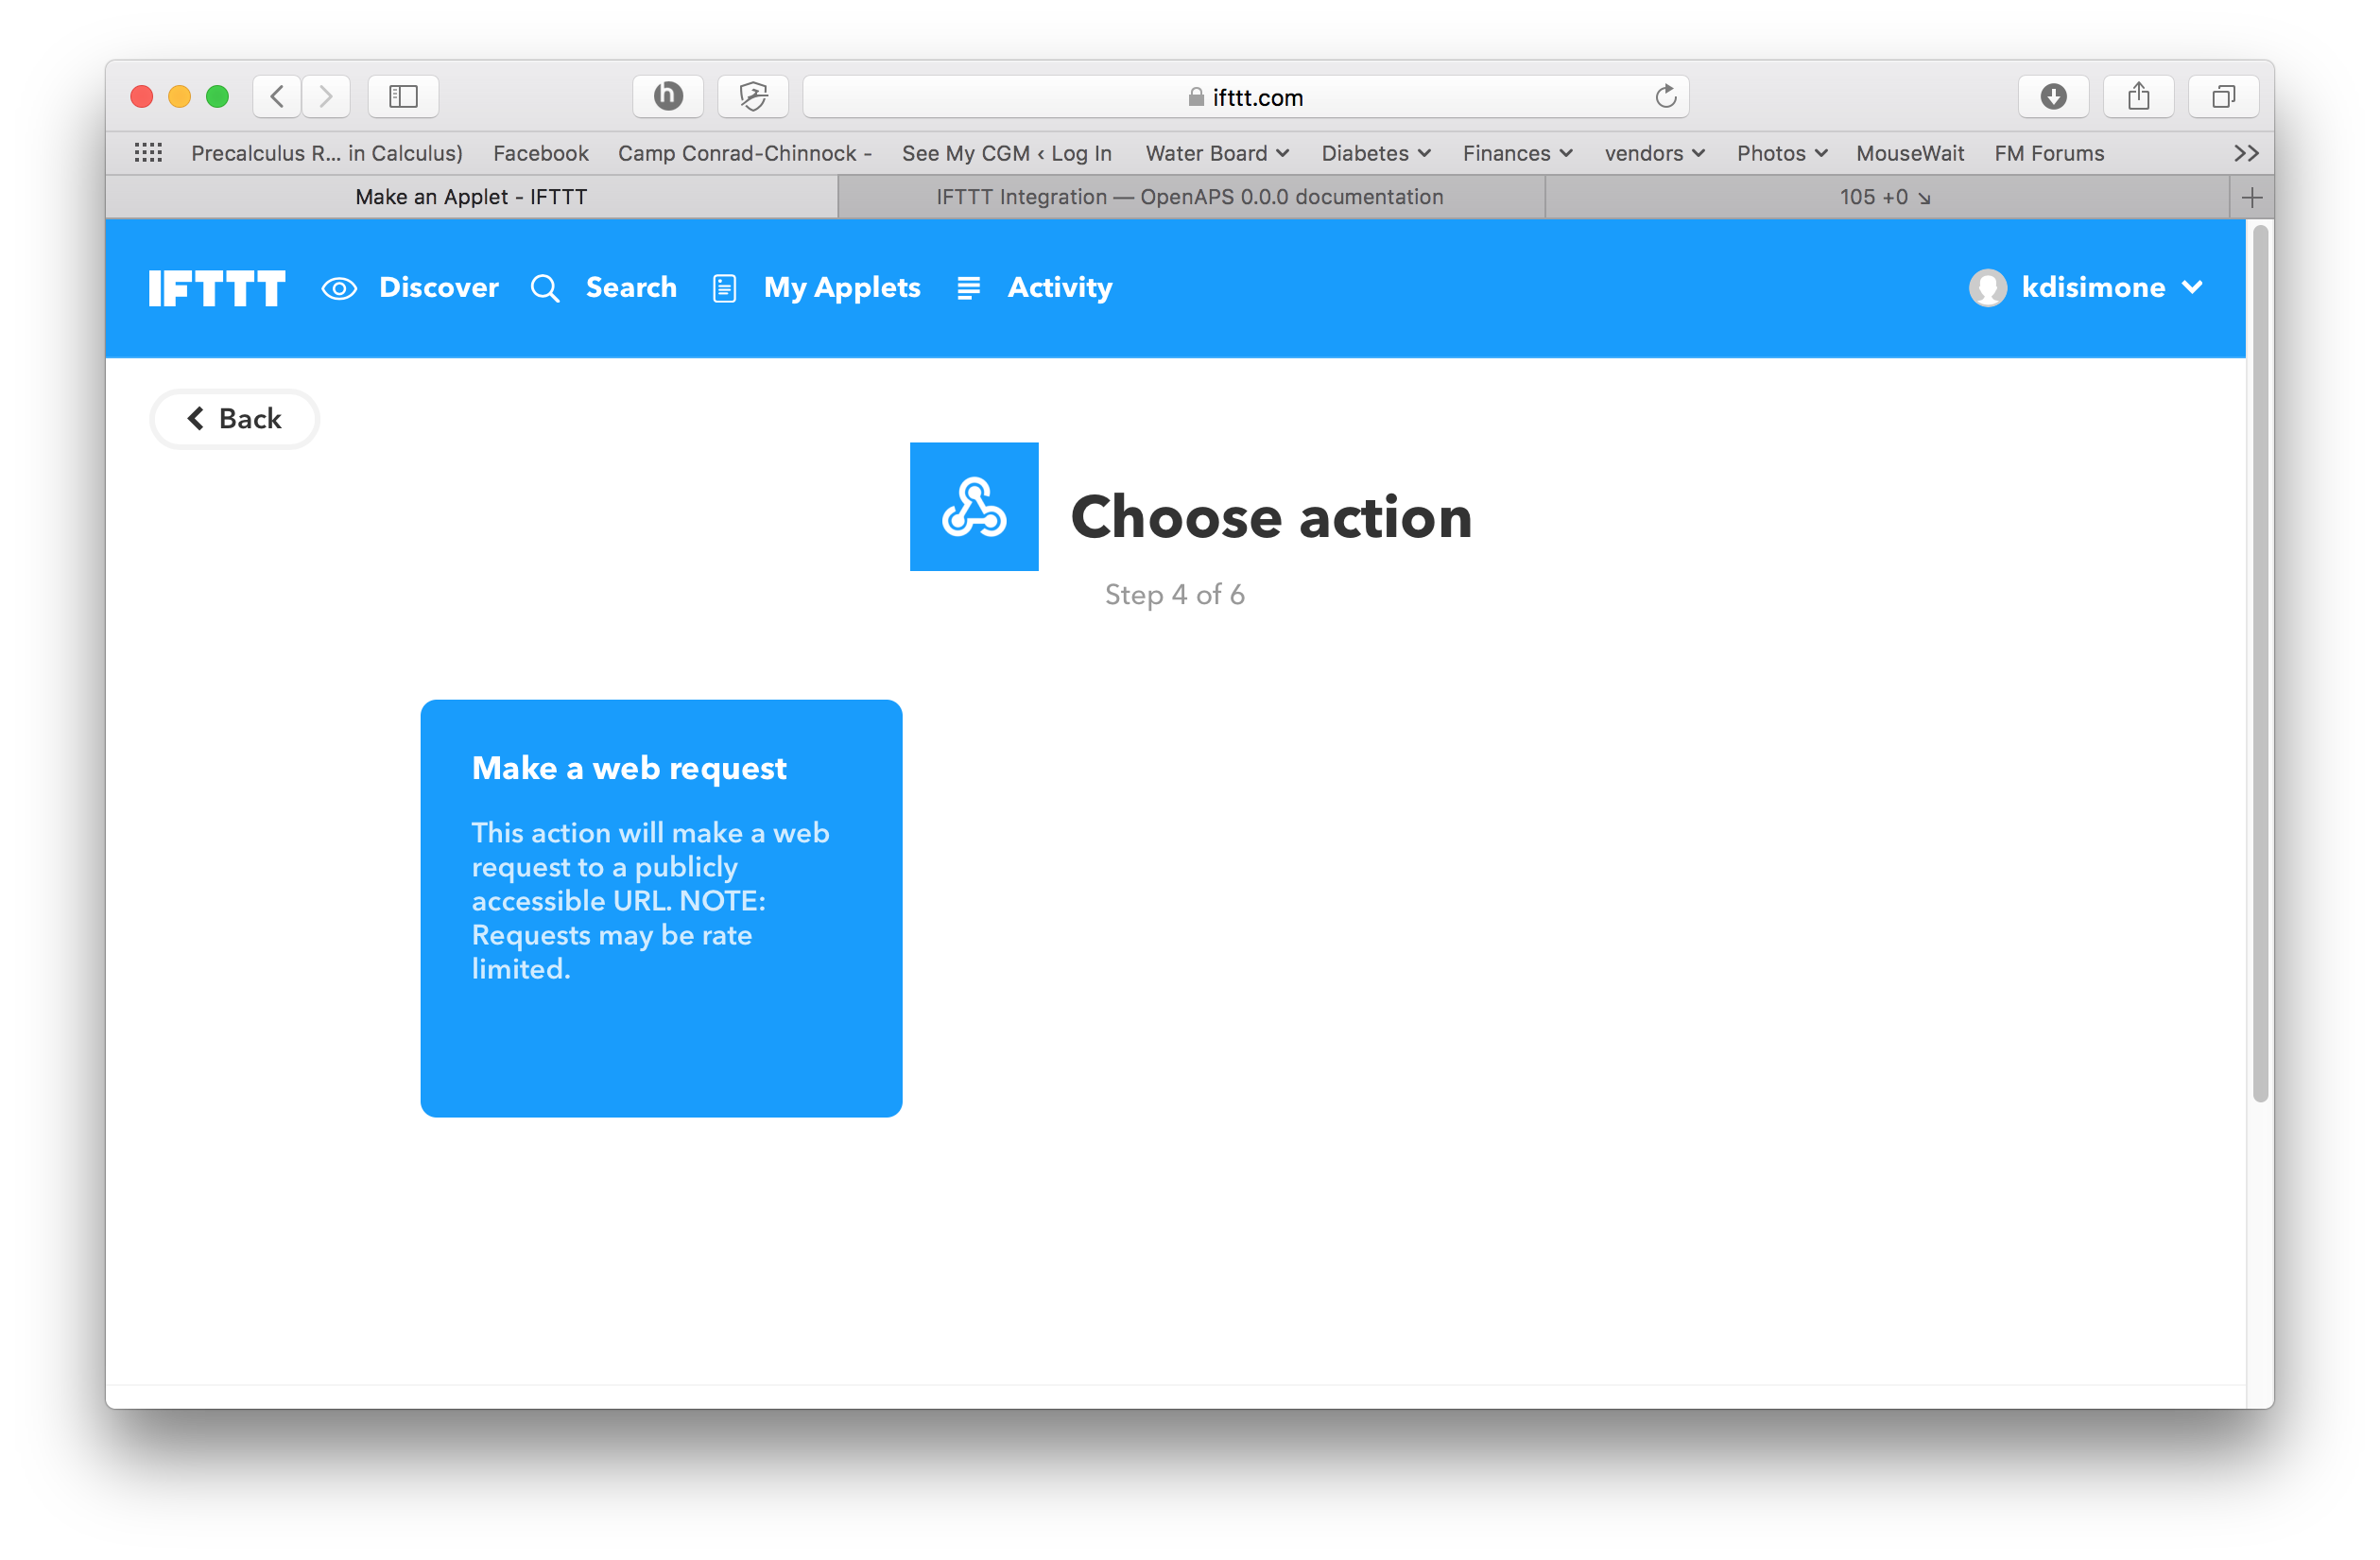 ifttt.com
Precalculus R... in Calculus) Facebook Camp Conrad-Chinnock - See My CGM ‹ Log In Water Board Diabetes Finances vendors Photos MouseWait FM Forums >>
Make an Applet - IFTTT IFTTT Integration — OpenAPS 0.0.0 documentation 105 +0 ↘
IFTTT Discover Search My Applets Activity kdisimone
Back
Choose action
Step 4 of 6
Make a web request
This action will make a web
request to a publicly
accessible URL. NOTE:
Requests may be rate
limited.